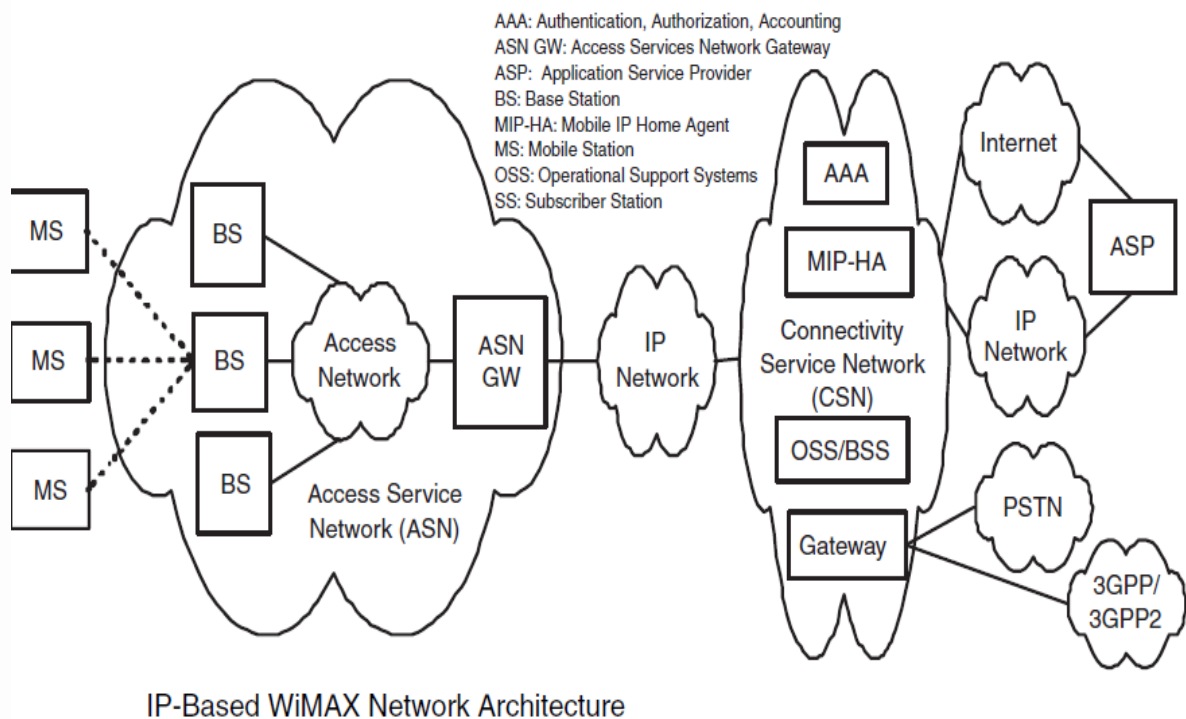 AAA: Authentication, Authorization, Accounting
ASN GW: Access Services Network Gateway
ASP: Application Service Provider
BS: Base Station
MIP-HA: Mobile IP Home Agent
MS: Mobile Station
OSS: Operational Support Systems
SS: Subscriber Station
MS
MS
MS
BS
BS
BS
Access
Network
ASN
GW
Access Service
Network (ASN)
IP
Network
AAA
MIP-HA
Connectivity
Service Network
(CSN)
OSS/BSS
Gateway
Internet
IP
Network
ASP
PSTN
3GPP/
3GPP2
IP-Based WiMAX Network Architecture